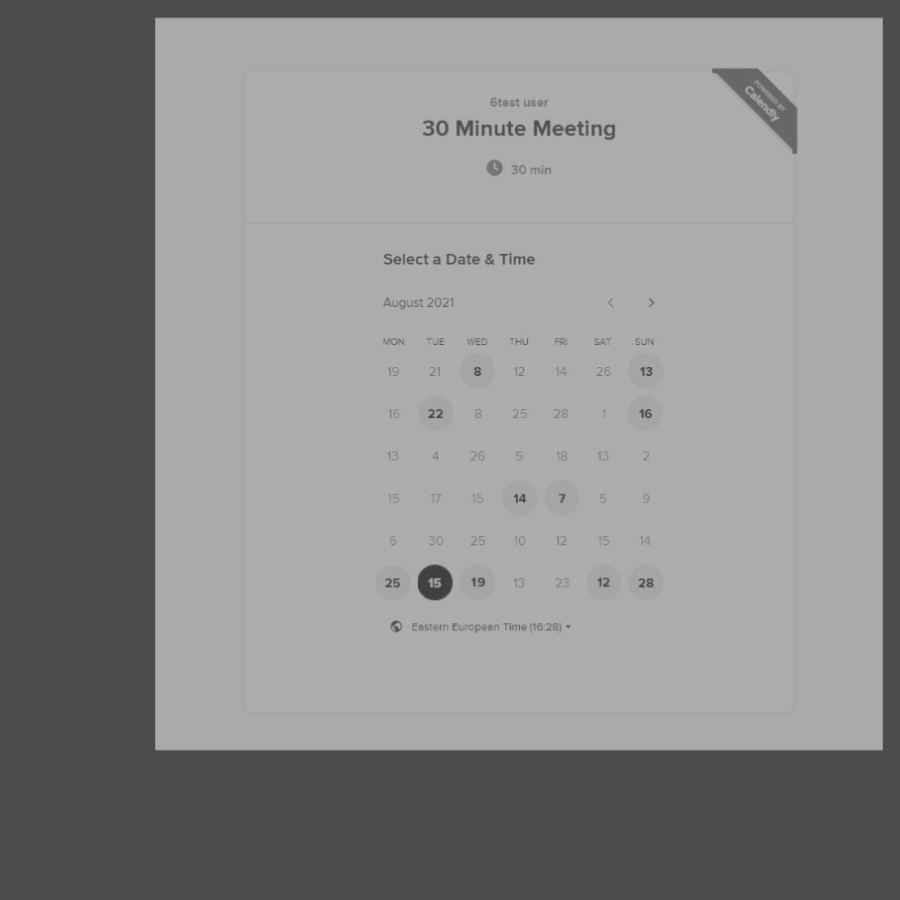 POWERED BY
Calendly
6test user
30 Minute Meeting
30 min
Select a Date & Time
August 2021
MON TUE WED THU FRI SAT SUN
19 21 8 12 14 26 13
16 22 8 25 28 1 16
13 4 26 5 18 13 2
15 17 15 14 7 5 9
6 30 25 10 12 15 14
25 15 19 13 23 12 28
Eastern European Time (16:28)